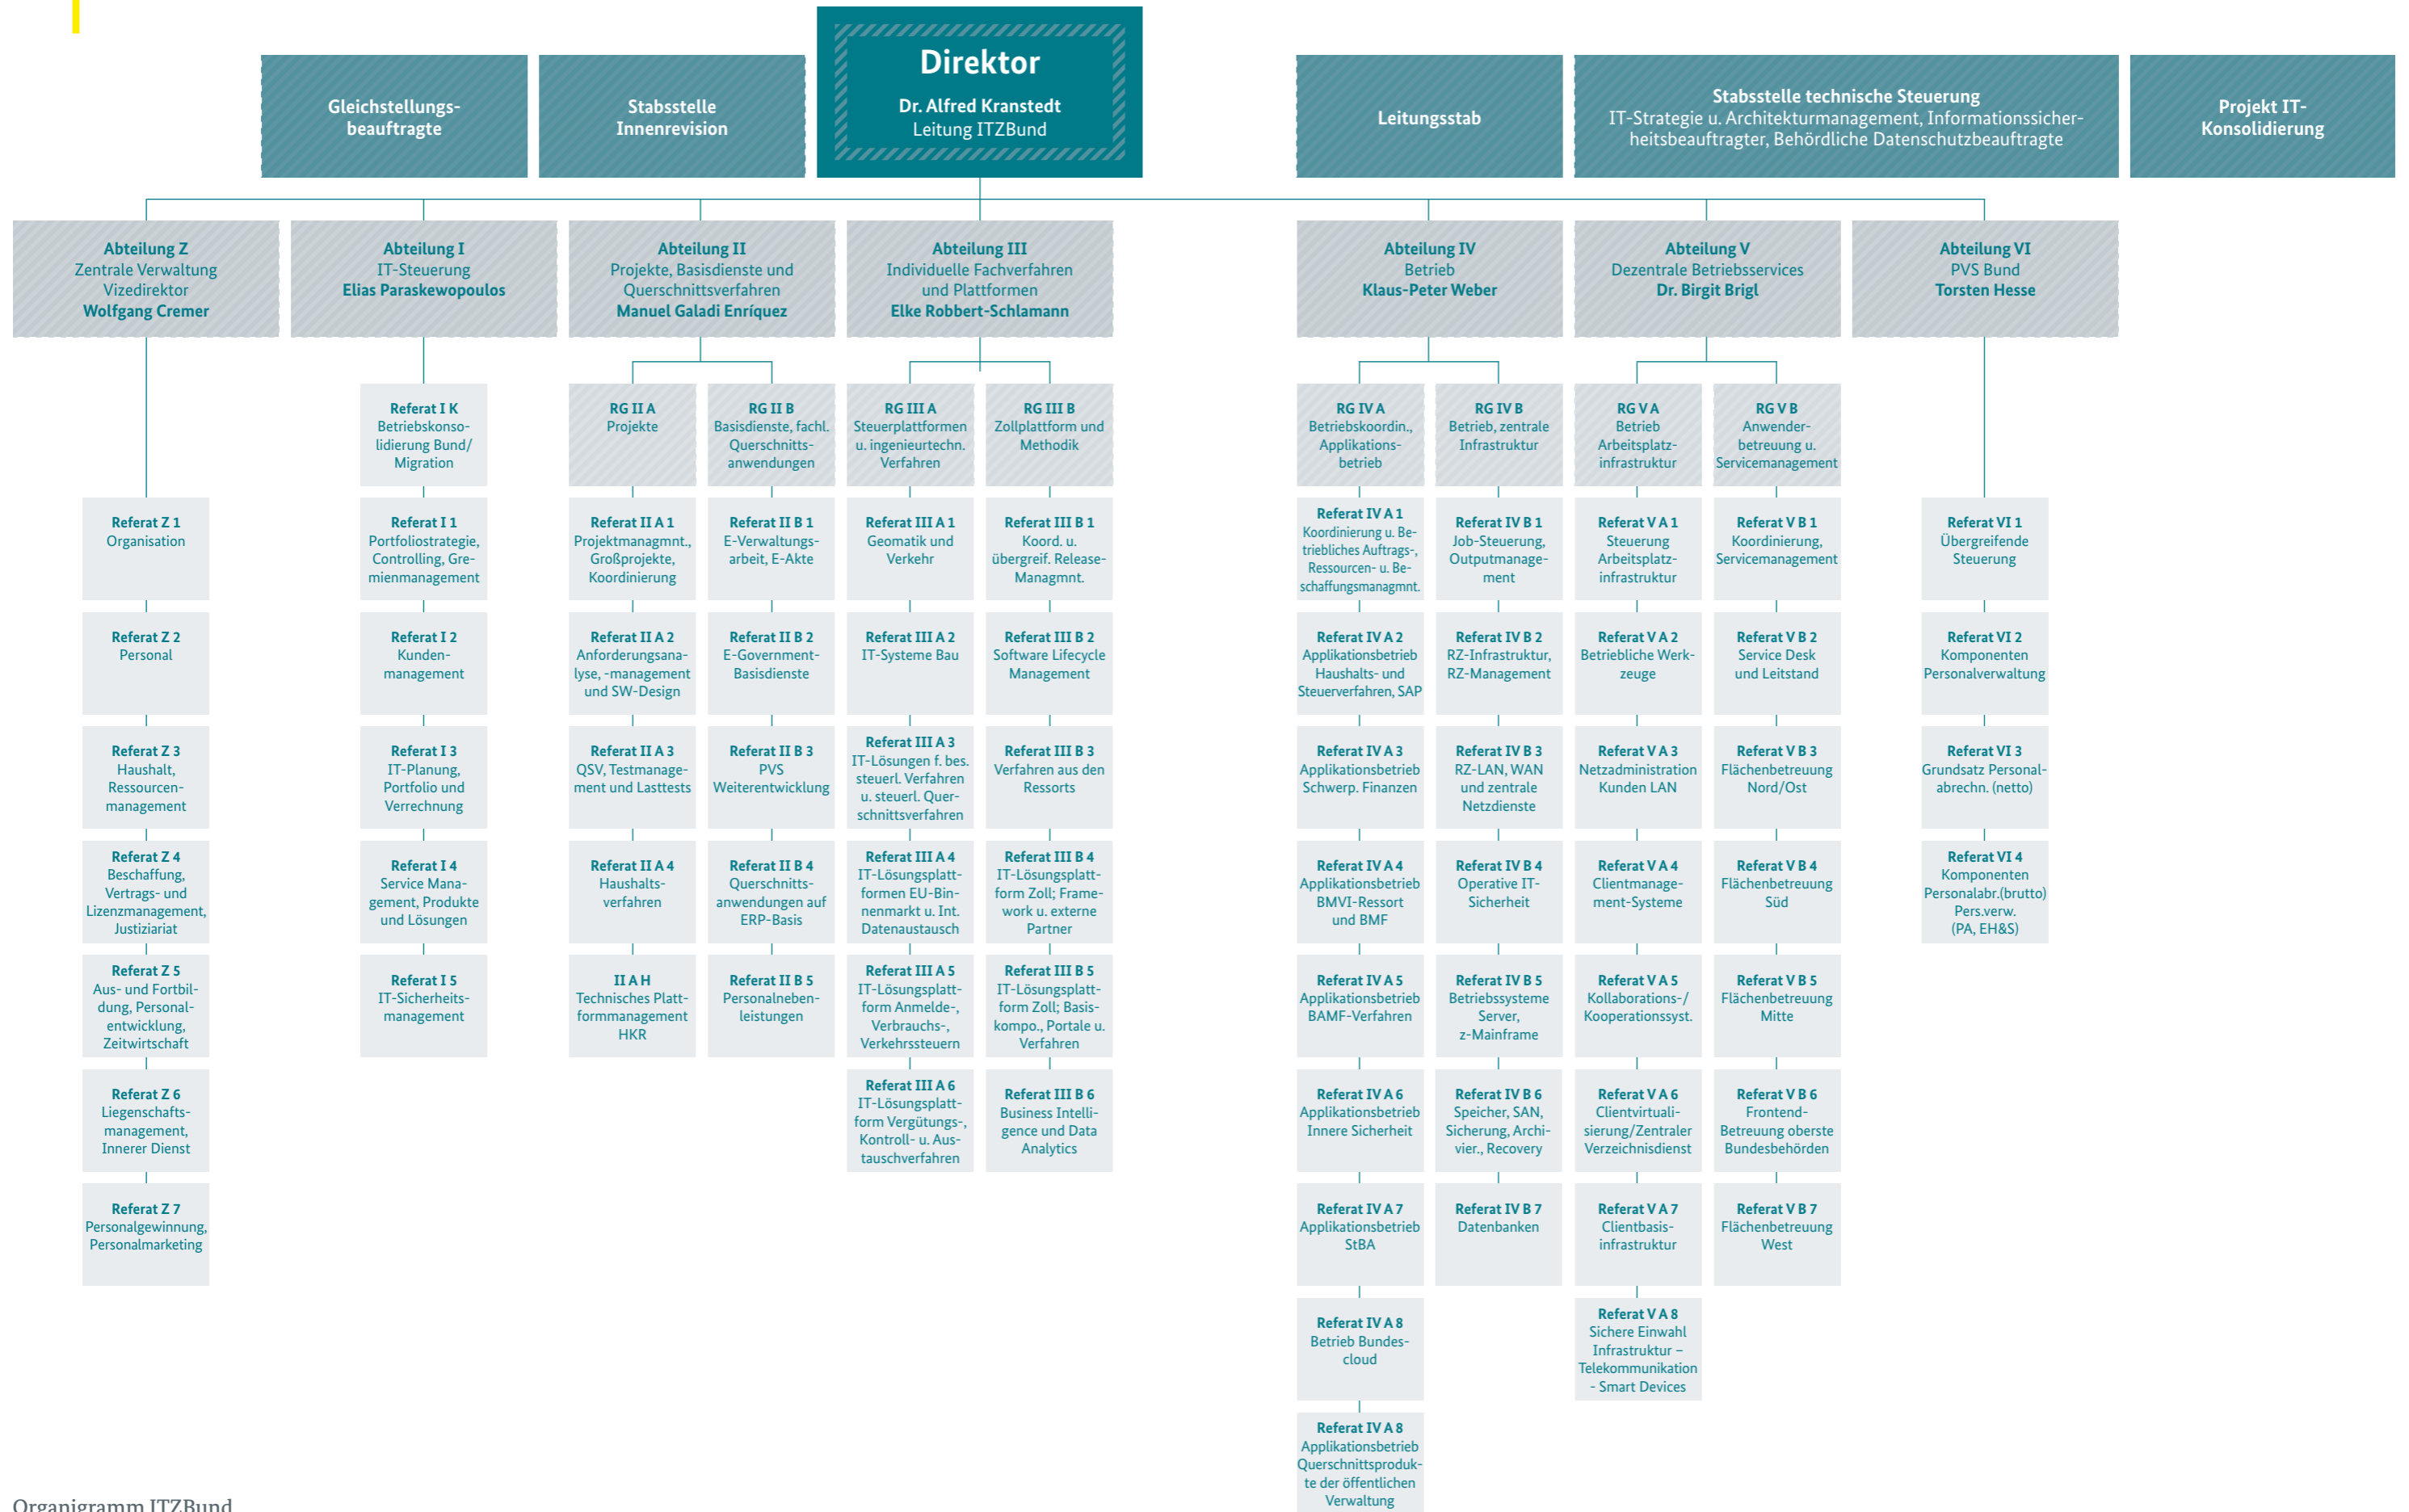 Gleichstellungs-
beauftragte
Stabsstelle
Innenrevision
Direktor
Dr. Alfred Kranstedt
Leitung ITZBund
Leitungsstab
Stabsstelle technische Steuerung
IT-Strategie u. Architekturmanagement, Informationssicher-
heitsbeauftragter, Behördliche Datenschutzbeauftragte
Projekt IT-
Konsolidierung
Abteilung Z
Zentrale Verwaltung
Vizedirektor
Wolfgang Cremer
Abteilung I
IT-Steuerung
Elias Paraskewopoulos
Abteilung II
Projekte, Basisdienste und
Querschnittsverfahren
Manuel Galadi Enríquez
Abteilung III
Individuelle Fachverfahren
und Plattformen
Elke Robbert-Schlamann
Abteilung IV
Betrieb
Klaus-Peter Weber
Abteilung V
Dezentrale Betriebsservices
Dr. Birgit Brigl
Abteilung VI
PVS Bund
Torsten Hesse
Referat I K
Betriebskonso-
lidierung Bund/
Migration
RG II A
Projekte
RG II B
Basisdienste, fachl.
Querschnitts-
anwendungen
RG III A
Steuerplattformen
u. ingenieurtechn.
Verfahren
RG III B
Zollplattform und
Methodik
RG IV A
Betriebskoordin.,
Applikations-
betrieb
RG IV B
Betrieb, zentrale
Infrastruktur
RG V A
Betrieb
Arbeitsplatz-
infrastruktur
RG V B
Anwender-
betreuung u.
Servicemanagement
Referat Z 1
Organisation
Referat I 1
Portfoliostrategie,
Controlling, Gre-
mienmanagement
Referat II A 1
Projektmanagmnt.,
Großprojekte,
Koordinierung
Referat II B 1
E-Verwaltungs-
arbeit, E-Akte
Referat III A 1
Geomatik und
Verkehr
Referat III B 1
Koord. u.
übergreif. Release-
Managmnt.
Referat IV A 1
Koordinierung u. Be-
triebliches Auftrags-,
Ressourcen- u. Be-
schaffungsmanagmnt.
Referat IV B 1
Job-Steuerung,
Outputmanage-
ment
Referat V A 1
Steuerung
Arbeitsplatz-
infrastruktur
Referat V B 1
Koordinierung,
Servicemanagement
Referat VI 1
Übergreifende
Steuerung
Referat Z 2
Personal
Referat I 2
Kunden-
management
Referat II A 2
Anforderungsana-
lyse, -management
und SW-Design
Referat II B 2
E-Government-
Basisdienste
Referat III A 2
IT-Systeme Bau
Referat III B 2
Software Lifecycle
Management
Referat IV A 2
Applikationsbetrieb
Haushalts- und
Steuerverfahren, SAP
Referat IV B 2
RZ-Infrastruktur,
RZ-Management
Referat V A 2
Betriebliche Werk-
zeuge
Referat V B 2
Service Desk
und Leitstand
Referat VI 2
Komponenten
Personalverwaltung
Referat Z 3
Haushalt,
Ressourcen-
management
Referat I 3
IT-Planung,
Portfolio und
Verrechnung
Referat II A 3
QSV, Testmanage-
ment und Lasttests
Referat II B 3
PVS
Weiterentwicklung
Referat III A 3
IT-Lösungen f. bes.
steuerl. Verfahren
u. steuerl. Quer-
schnittsverfahren
Referat III B 3
Verfahren aus den
Ressorts
Referat IV A 3
Applikationsbetrieb
Schwerp. Finanzen
Referat IV B 3
RZ-LAN, WAN
und zentrale
Netzdienste
Referat V A 3
Netzadministration
Kunden LAN
Referat V B 3
Flächenbetreuung
Nord/Ost
Referat VI 3
Grundsatz Personal-
abrechn. (netto)
Referat Z 4
Beschaffung,
Vertrags- und
Lizenzmanagement,
Justiziariat
Referat I 4
Service Mana-
gement, Produkte
und Lösungen
Referat II A 4
Haushalts-
verfahren
Referat II B 4
Querschnitts-
anwendungen auf
ERP-Basis
Referat III A 4
IT-Lösungsplatt-
formen EU-Bin-
nenmarkt u. Int.
Datenaustausch
Referat III B 4
IT-Lösungsplatt-
form Zoll; Frame-
work u. externe
Partner
Referat IV A 4
Applikationsbetrieb
BMVI-Ressort
und BMF
Referat IV B 4
Operative IT-
Sicherheit
Referat V A 4
Clientmanage-
ment-Systeme
Referat V B 4
Flächenbetreuung
Süd
Referat VI 4
Komponenten
Personalabr.(brutto)
Pers.verw.
(PA, EH&S)
Referat Z 5
Aus- und Fortbil-
dung, Personal-
entwicklung,
Zeitwirtschaft
Referat I 5
IT-Sicherheits-
management
II A H
Technisches Platt-
formmanagement
HKR
Referat II B 5
Personalneben-
leistungen
Referat III A 5
IT-Lösungsplatt-
form Anmelde-,
Verbrauchs-,
Verkehrssteuern
Referat III B 5
IT-Lösungsplatt-
form Zoll; Basis-
kompo., Portale u.
Verfahren
Referat IV A 5
Applikationsbetrieb
BAMF-Verfahren
Referat IV B 5
Betriebssysteme
Server,
z-Mainframe
Referat V A 5
Kollaborations-/
Kooperationssyst.
Referat V B 5
Flächenbetreuung
Mitte
Referat Z 6
Liegenschafts-
management,
Innerer Dienst
Referat III A 6
IT-Lösungsplatt-
form Vergütungs-,
Kontroll- u. Aus-
tauschverfahren
Referat III B 6
Business Intelli-
gence und Data
Analytics
Referat IV A 6
Applikationsbetrieb
Innere Sicherheit
Referat IV B 6
Speicher, SAN,
Sicherung, Archi-
vier., Recovery
Referat V A 6
Clientvirtuali-
sierung/Zentraler
Verzeichnisdienst
Referat V B 6
Frontend-
Betreuung oberste
Bundesbehörden
Referat Z 7
Personalgewinnung,
Personalmarketing
Referat IV A 7
Applikationsbetrieb
StBA
Referat IV B 7
Datenbanken
Referat V A 7
Clientbasis-
infrastruktur
Referat V B 7
Flächenbetreuung
West
Referat IV A 8
Betrieb Bundes-
cloud
Referat V A 8
Sichere Einwahl
Infrastruktur –
Telekommunikation
- Smart Devices
Referat IV A 8
Applikationsbetrieb
Querschnittsproduk-
te der öffentlichen
Verwaltung
Organigramm ITZBund